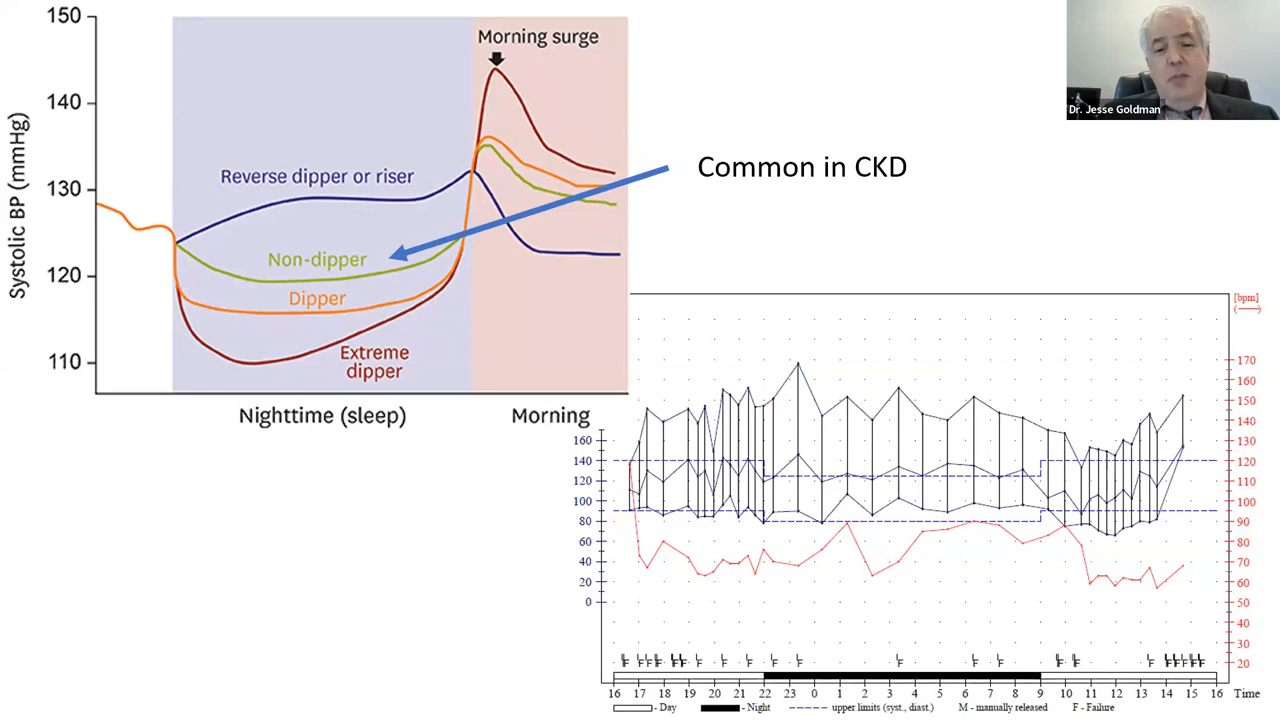 150
140
130
120
110
Systolic BP (mmHg)
Morning surge
Reverse dipper or riser
Non-dipper
Dipper
Extreme
dipper
Nighttime (sleep)
Morning
Common in CKD
Dr. Jesse Goldman
[bpm]
160
140
120
100
80
60
40
20
0
170
160
150
140
130
120
110
100
90
80
70
60
50
40
30
20
F F F F F F F F F F F F F F F F F F F F F F
16 17 18 19 20 21 22 23 0 1 2 3 4 5 6 7 8 9 10 11 12 13 14 15 16 Time
- Day - Night upper limits (syst., diast.) M - manually released F - Failure